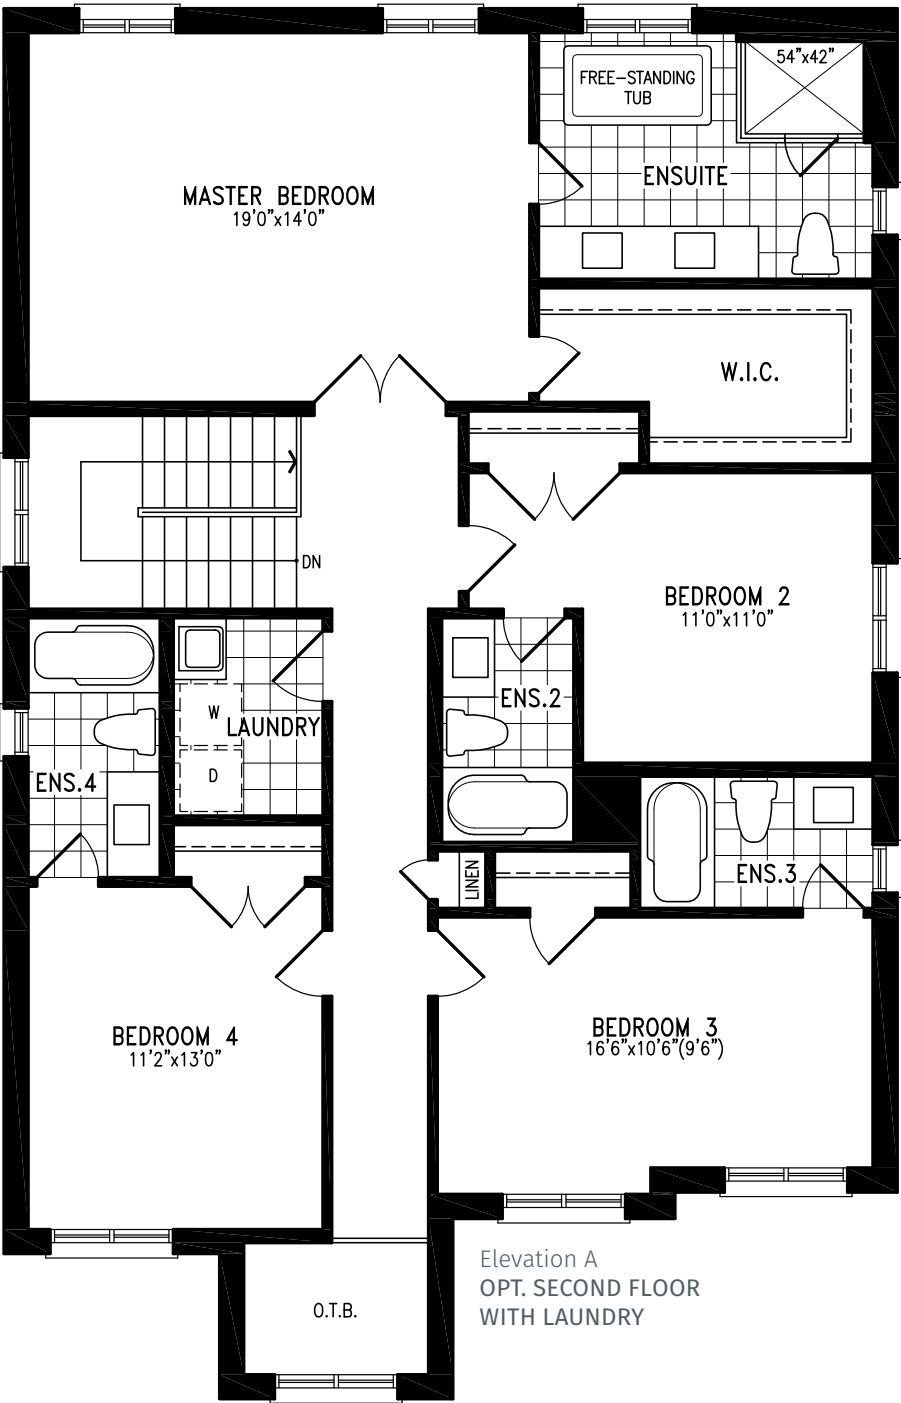 54"x42"
FREE-STANDING
TUB
ENSUITE
MASTER BEDROOM
19'0"x14'0"
W.I.C.
DN
BEDROOM 2
11'0"x11'0"
ENS.2
W
LAUNDRY
D
ENS.4
ENS.3
LINEN
BEDROOM 4
11'2"x13'0"
BEDROOM 3
16'6"x10'6"(9'6")
Elevation A
OPT. SECOND FLOOR
WITH LAUNDRY
O.T.B.